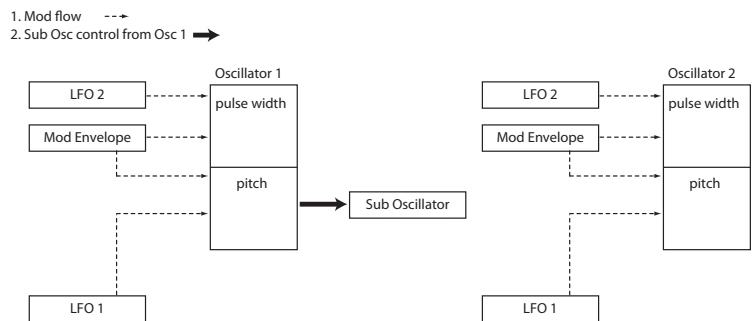 1. Mod flow
2. Sub Osc control from Osc 1
Oscillator 1
LFO 2
pulse width
Mod Envelope
pitch
Sub Oscillator
LFO 1
Oscillator 2
LFO 2
pulse width
Mod Envelope
pitch
LFO 1